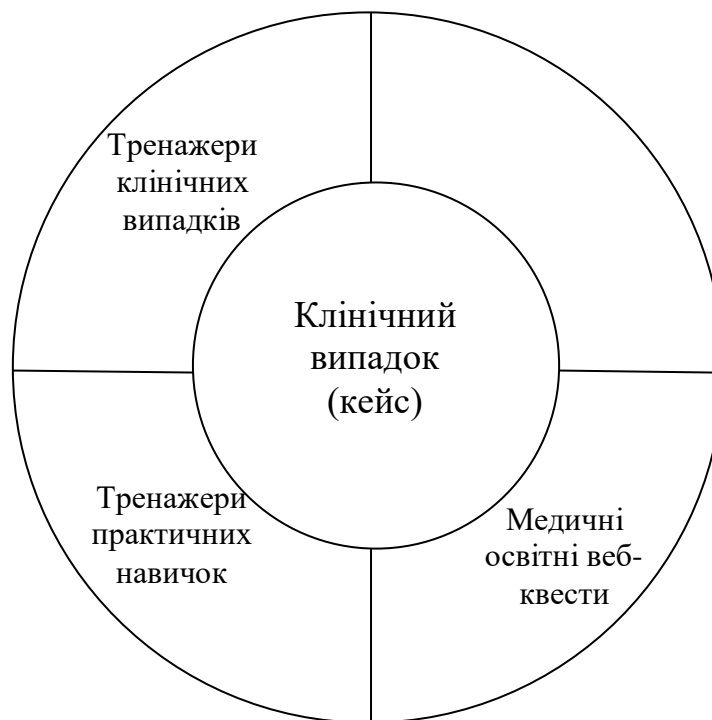 Тренажери
клінічних
випадків
Клінічний
випадок
(кейс)
Тренажери
практичних
навичок
Медичні
освітні веб-
квести